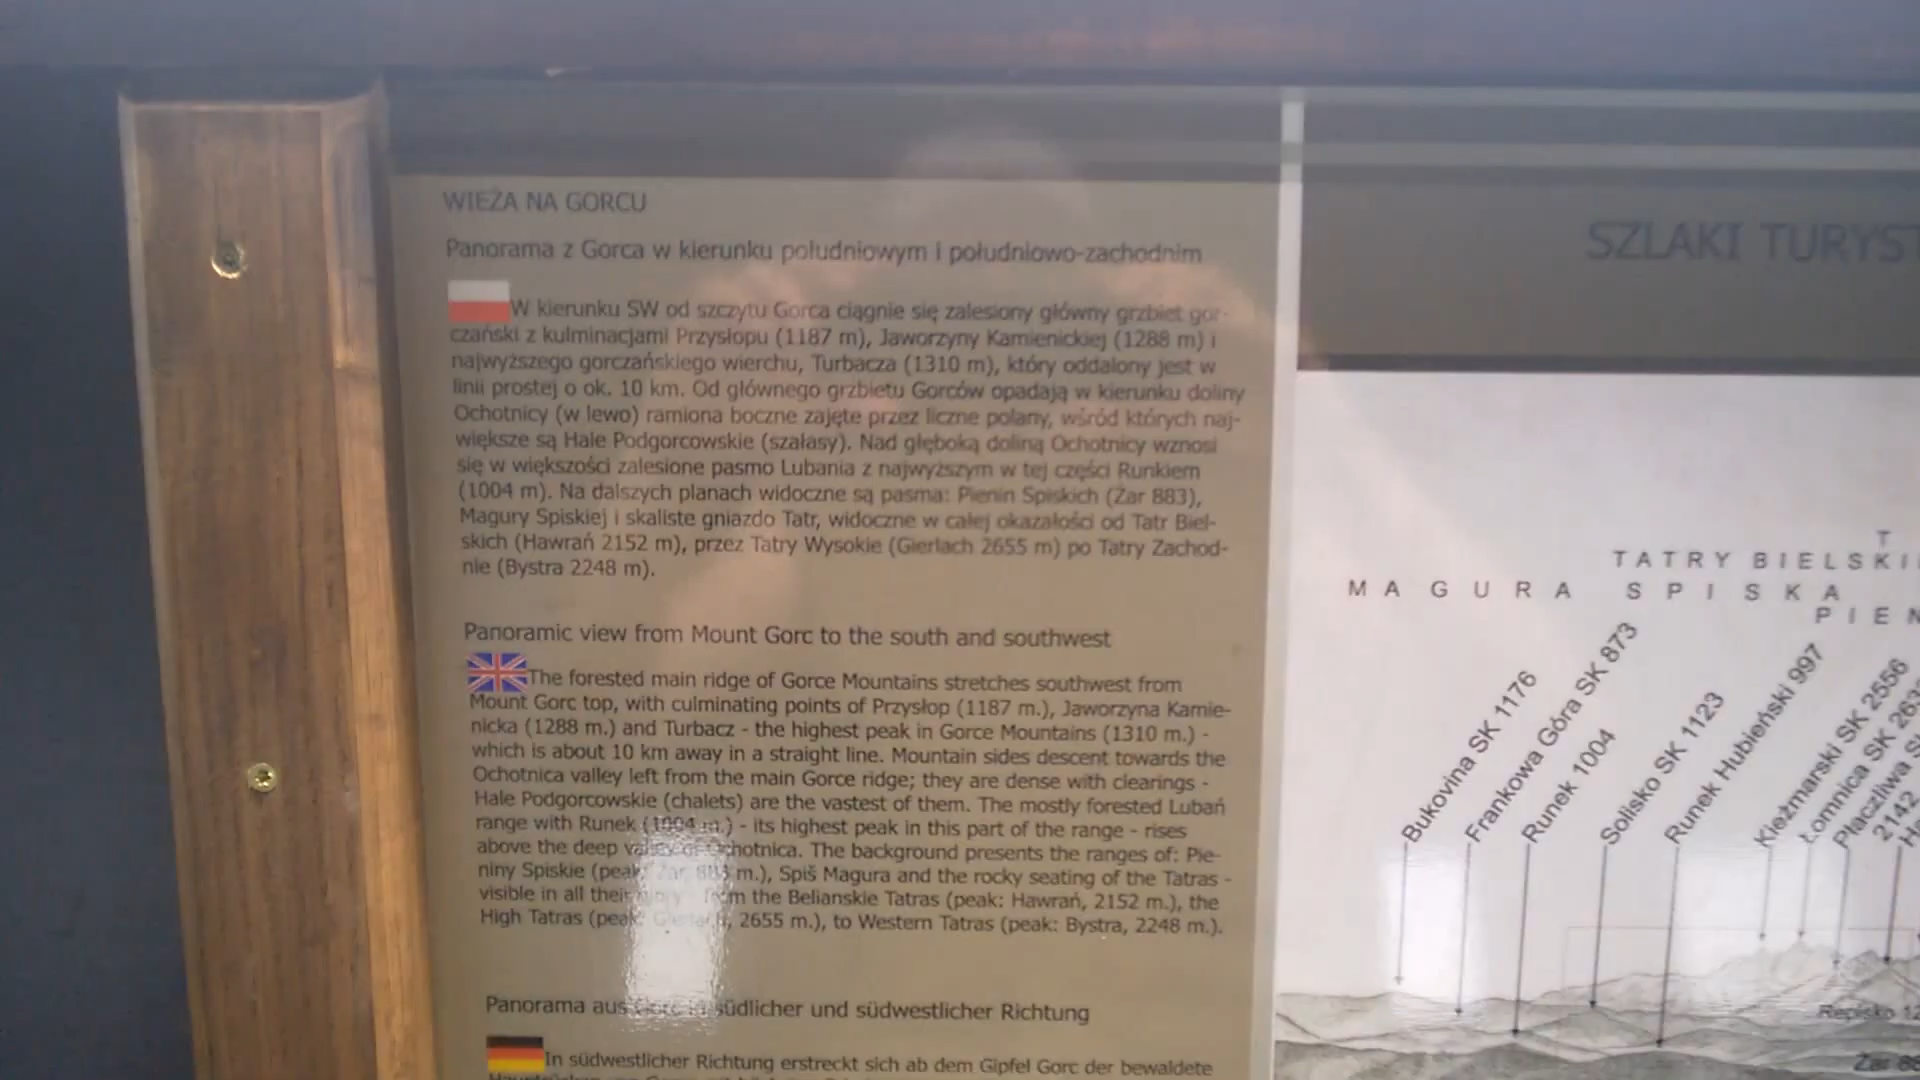 WIEŻA NA GORCU
Panorama z Gorca w kierunku południowym i południowo-zachodnim
W kierunku SW od szczytu Gorca ciągnie się zalesiony główny grzbiet gor-
czański z kulminacjami Przysłopu (1187 m), Jaworzyny Kamienickiej (1288 m) i
najwyższego gorczańskiego wierchu, Turbacza (1310 m), który oddalony jest w
linii prostej o ok. 10 km. Od głównego grzbietu Gorców opadają w kierunku doliny
Ochotnicy (w lewo) ramiona boczne zajęte przez liczne polany, wśród których naj-
większe są Hale Podgorcowskie (szałasy). Nad głęboką doliną Ochotnicy wznosi
się w większości zalesione pasmo Lubania z najwyższym w tej części Runkiem
(1004 m). Na dalszych planach widoczne są pasma: Pienin Spiskich (Żar 883),
Magury Spiskiej i skaliste gniazdo Tatr, widoczne w całej okazałości od Tatr Biel-
skich (Hawrań 2152 m), przez Tatry Wysokie (Gierlach 2655 m) po Tatry Zachod-
nie (Bystra 2248 m).
Panoramic view from Mount Gorc to the south and southwest
The forested main ridge of Gorce Mountains stretches southwest from
Mount Gorc top, with culminating points of Przysłop (1187 m.), Jaworzyna Kamie-
nicka (1288 m.) and Turbacz - the highest peak in Gorce Mountains (1310 m.) -
which is about 10 km away in a straight line. Mountain sides descent towards the
Ochotnica valley left from the main Gorce ridge; they are dense with clearings -
Hale Podgorcowskie (chalets) are the vastest of them. The mostly forested Lubań
range with Runek (1004 m.) - its highest peak in this part of the range - rises
above the deep valley of Ochotnica. The background presents the ranges of: Pie-
niny Spiskie (peak: Żar, 883 m.), Spiš Magura and the rocky seating of the Tatras -
visible in all their from the Belianskie Tatras (peak: Hawrań, 2152 m.), the
High Tatras (peak: Gierlach, 2655 m.), to Western Tatras (peak: Bystra, 2248 m.).
Panorama aus Gorc in südlicher und südwestlicher Richtung
In südwestlicher Richtung erstreckt sich ab dem Gipfel Gorc der bewaldete
SZLAKI TURYST
T
TATRY BIELSKI
MAGURA SPISKA
PIEN
Bukovina SK 1176
Frankowa Góra SK 873
Runek 1004
Solisko SK 1123
Runek Hubieński 997
Kieżmarski SK 2556
Łomnica SK 263
Płaczliwa S
2142
Repisko 12
Żar 88